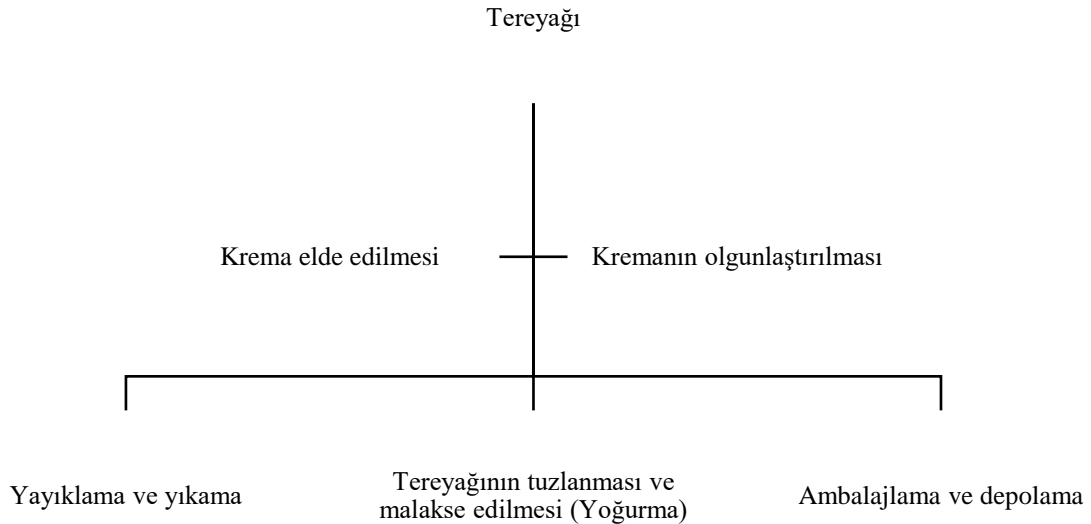 Tereyağı
Krema elde edilmesi
Kremanın olgunlaştırılması
Yayıklama ve yıkama
Tereyağının tuzlanması ve
malakse edilmesi (Yoğurma)
Ambalajlama ve depolama